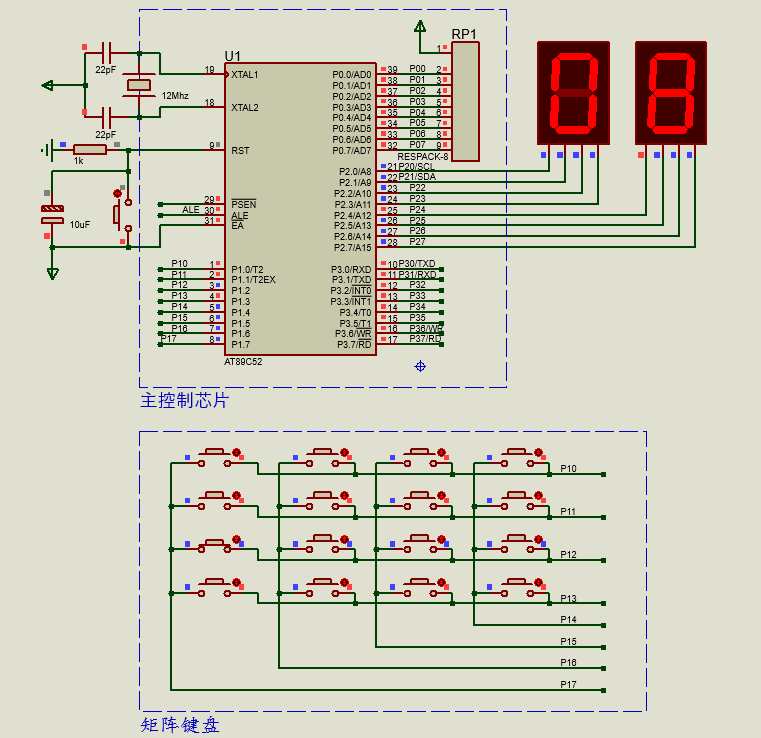 U1
RP1
22pF
12Mhz
22pF
1k
10uF
19 XTAL1
18 XTAL2
9 RST
29 PSEN
ALE 30 ALE
31 EA
P10 1 P1.0/T2
P11 2 P1.1/T2EX
P12 3 P1.2
P13 4 P1.3
P14 5 P1.4
P15 6 P1.5
P16 7 P1.6
P17 8 P1.7
P0.0/AD0 39 P00 2
P0.1/AD1 38 P01 3
P0.2/AD2 37 P02 4
P0.3/AD3 36 P03 5
P0.4/AD4 35 P04 6
P0.5/AD5 34 P05 7
P0.6/AD6 33 P06 8
P0.7/AD7 32 P07 9
1
RESPACK-8
P2.0/A8 21 P20/SCL
P2.1/A9 22 P21/SDA
P2.2/A10 23 P22
P2.3/A11 24 P23
P2.4/A12 25 P24
P2.5/A13 26 P25
P2.6/A14 27 P26
P2.7/A15 28 P27
P3.0/RXD 10 P30/TXD
P3.1/TXD 11 P31/RXD
P3.2/INT0 12 P32
P3.3/INT1 13 P33
P3.4/T0 14 P34
P3.5/T1 15 P35
P3.6/WR 16 P36/WR
P3.7/RD 17 P37/RD
AT89C52
08
主控制芯片
P10
P11
P12
P13
P14
P15
P16
P17
矩阵键盘